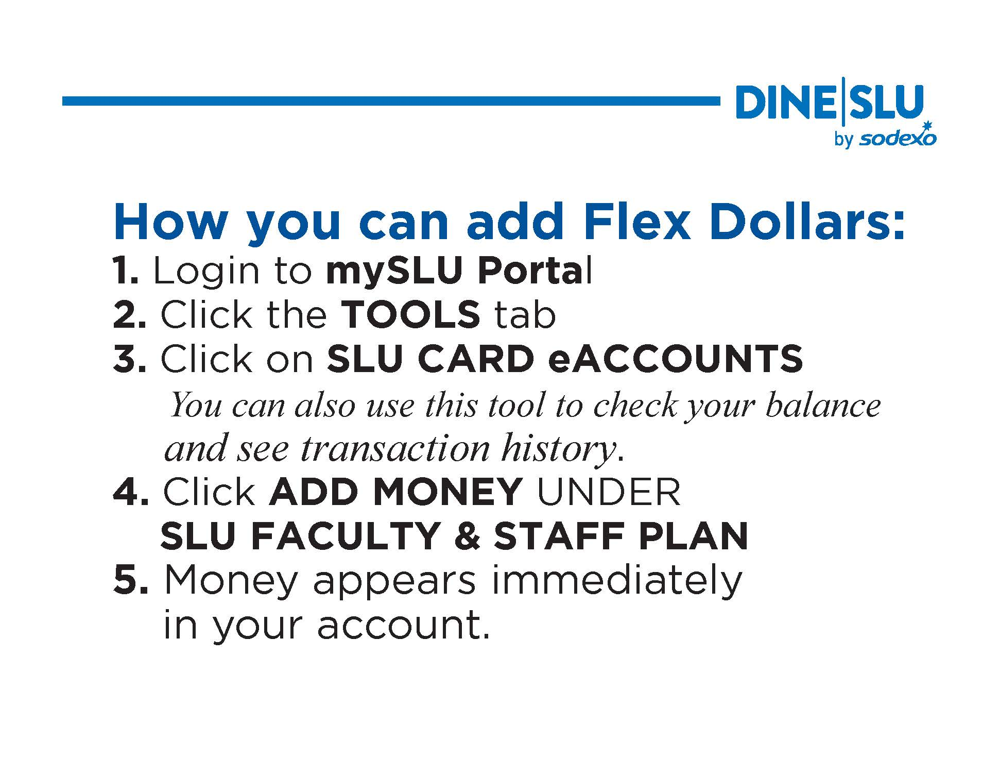 DINE|SLU
by sodexo
How you can add Flex Dollars:
1. Login to mySLU Portal
2. Click the TOOLS tab
3. Click on SLU CARD eACCOUNTS
You can also use this tool to check your balance
and see transaction history.
4. Click ADD MONEY UNDER
SLU FACULTY & STAFF PLAN
5. Money appears immediately
in your account.